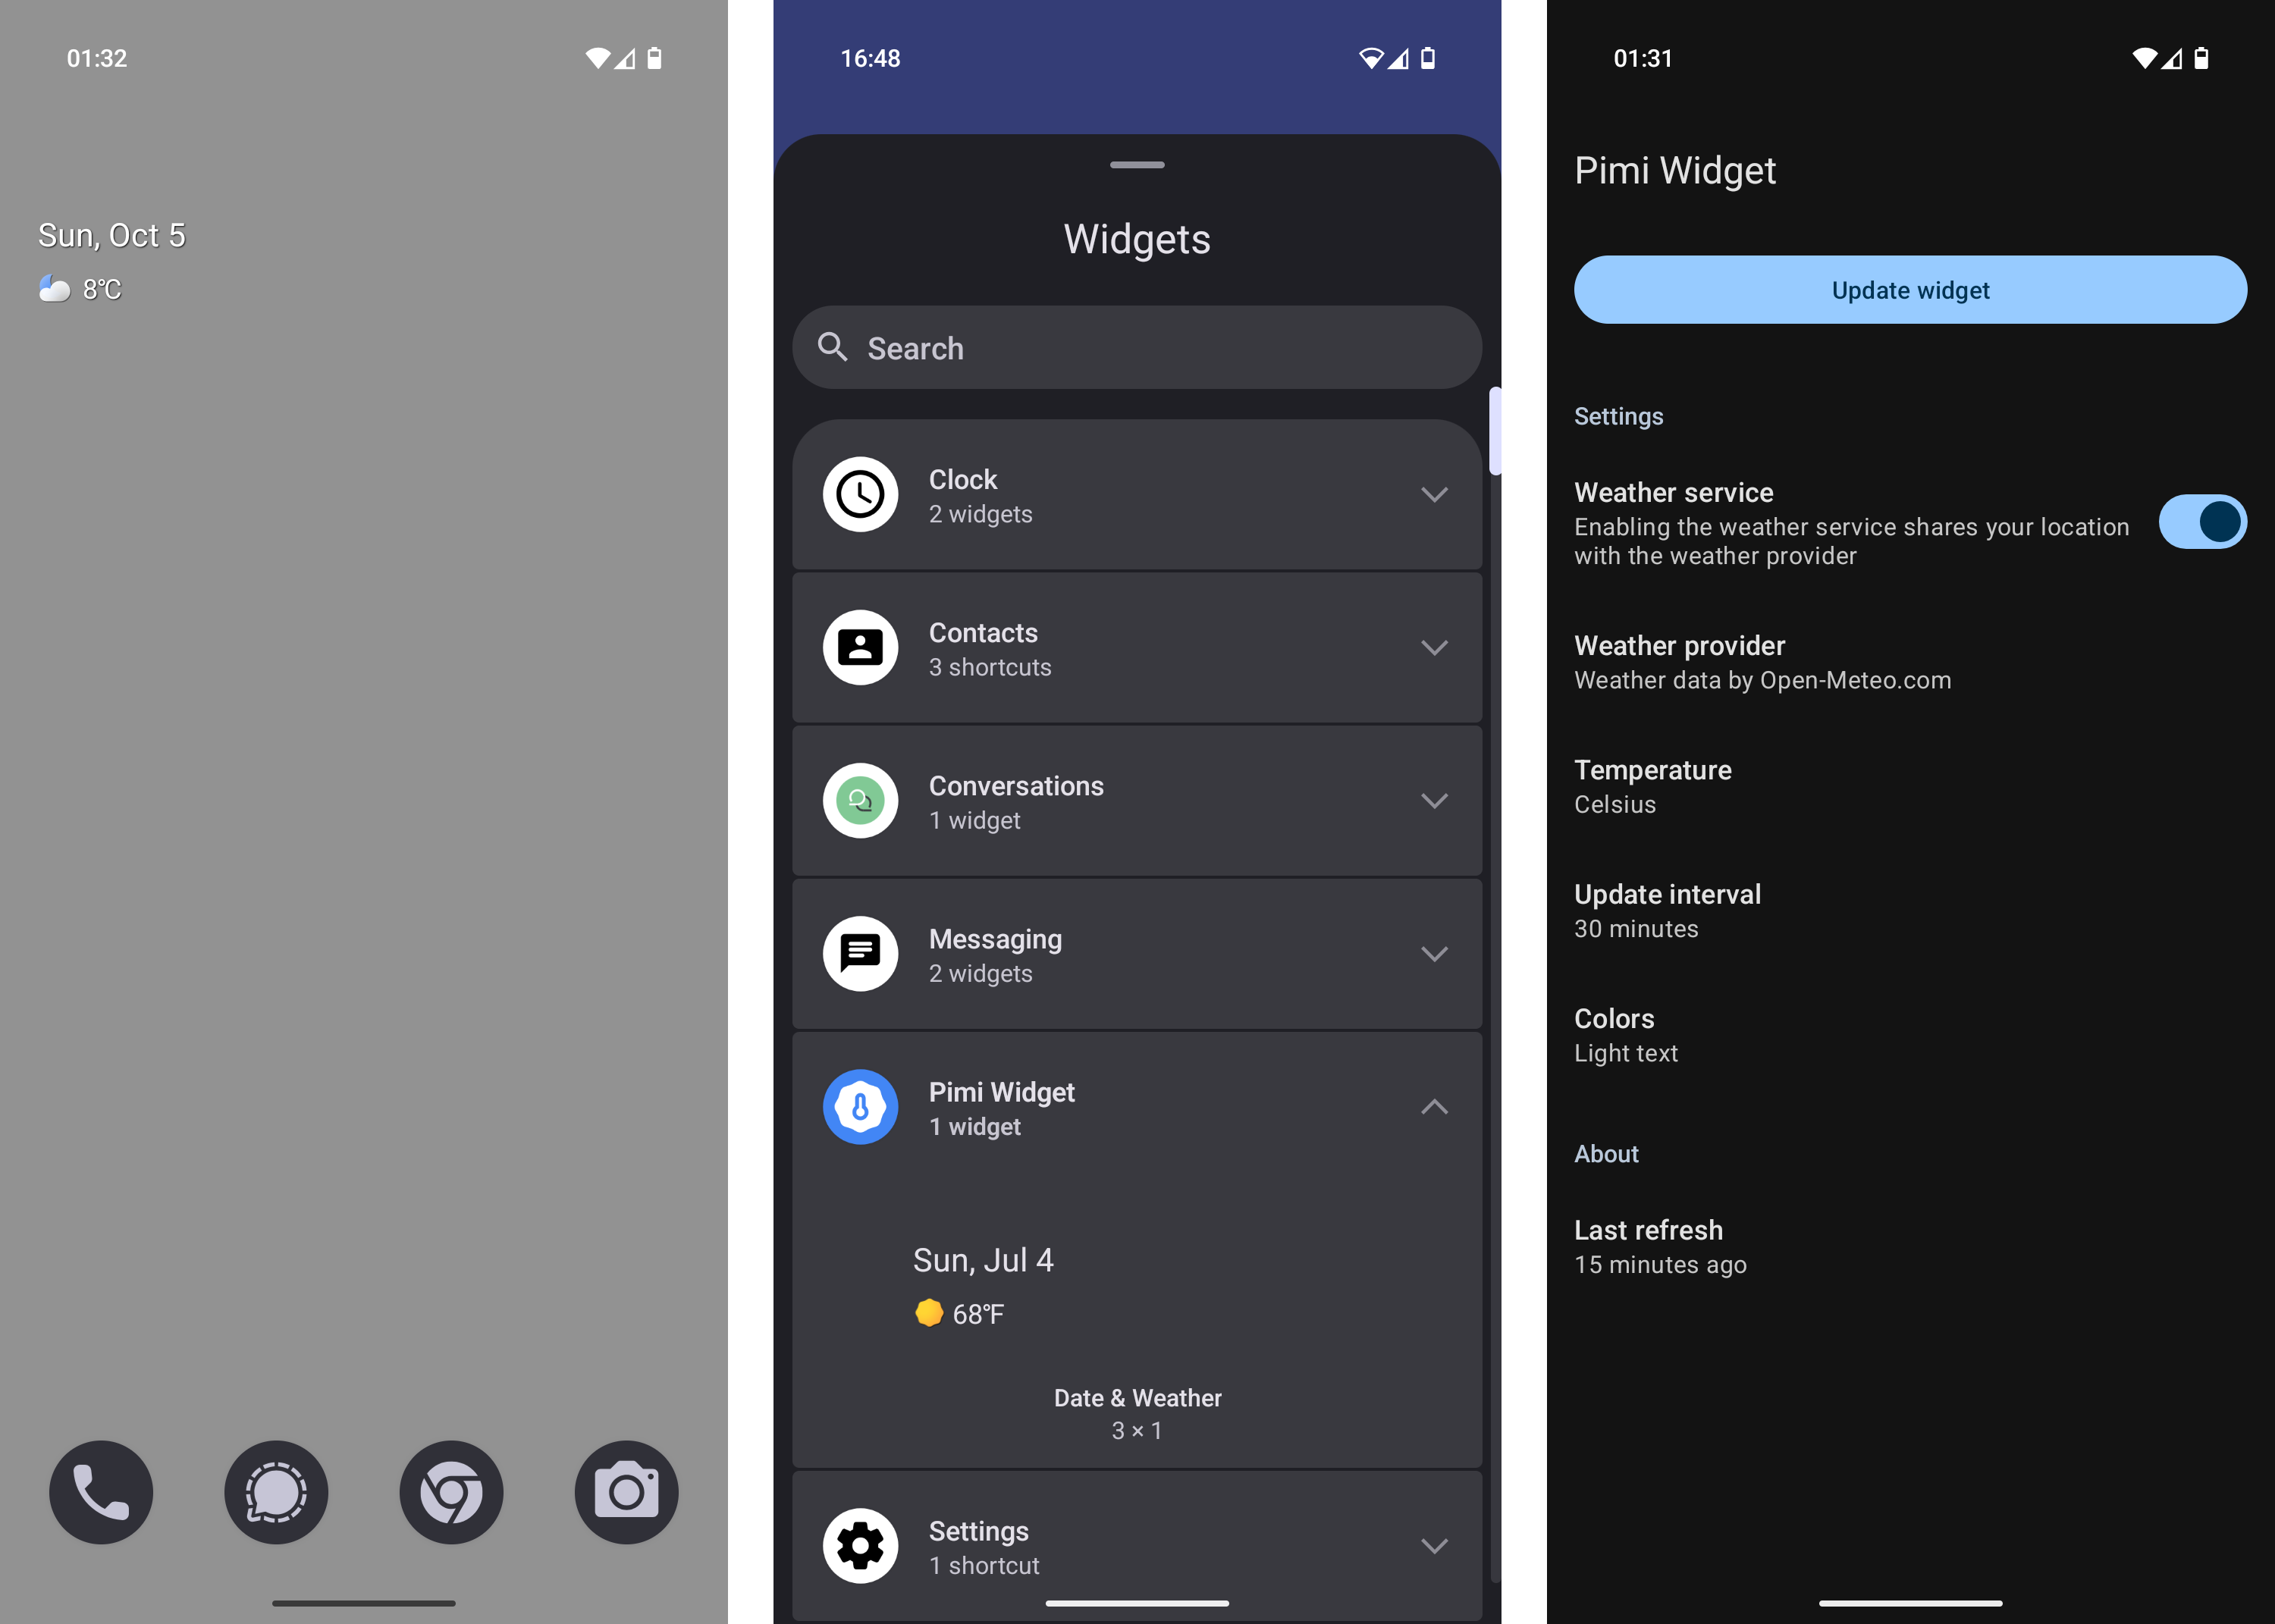 01:32
Sun, Oct 5
8°C
16:48
Widgets
Search
Clock
2 widgets
Contacts
3 shortcuts
Conversations
1 widget
Messaging
2 widgets
Pimi Widget
1 widget
Sun, Jul 4
68°F
Date & Weather
3 × 1
Settings
1 shortcut
01:31
Pimi Widget
Update widget
Settings
Weather service
Enabling the weather service shares your location
with the weather provider
Weather provider
Weather data by Open-Meteo.com
Temperature
Celsius
Update interval
30 minutes
Colors
Light text
About
Last refresh
15 minutes ago